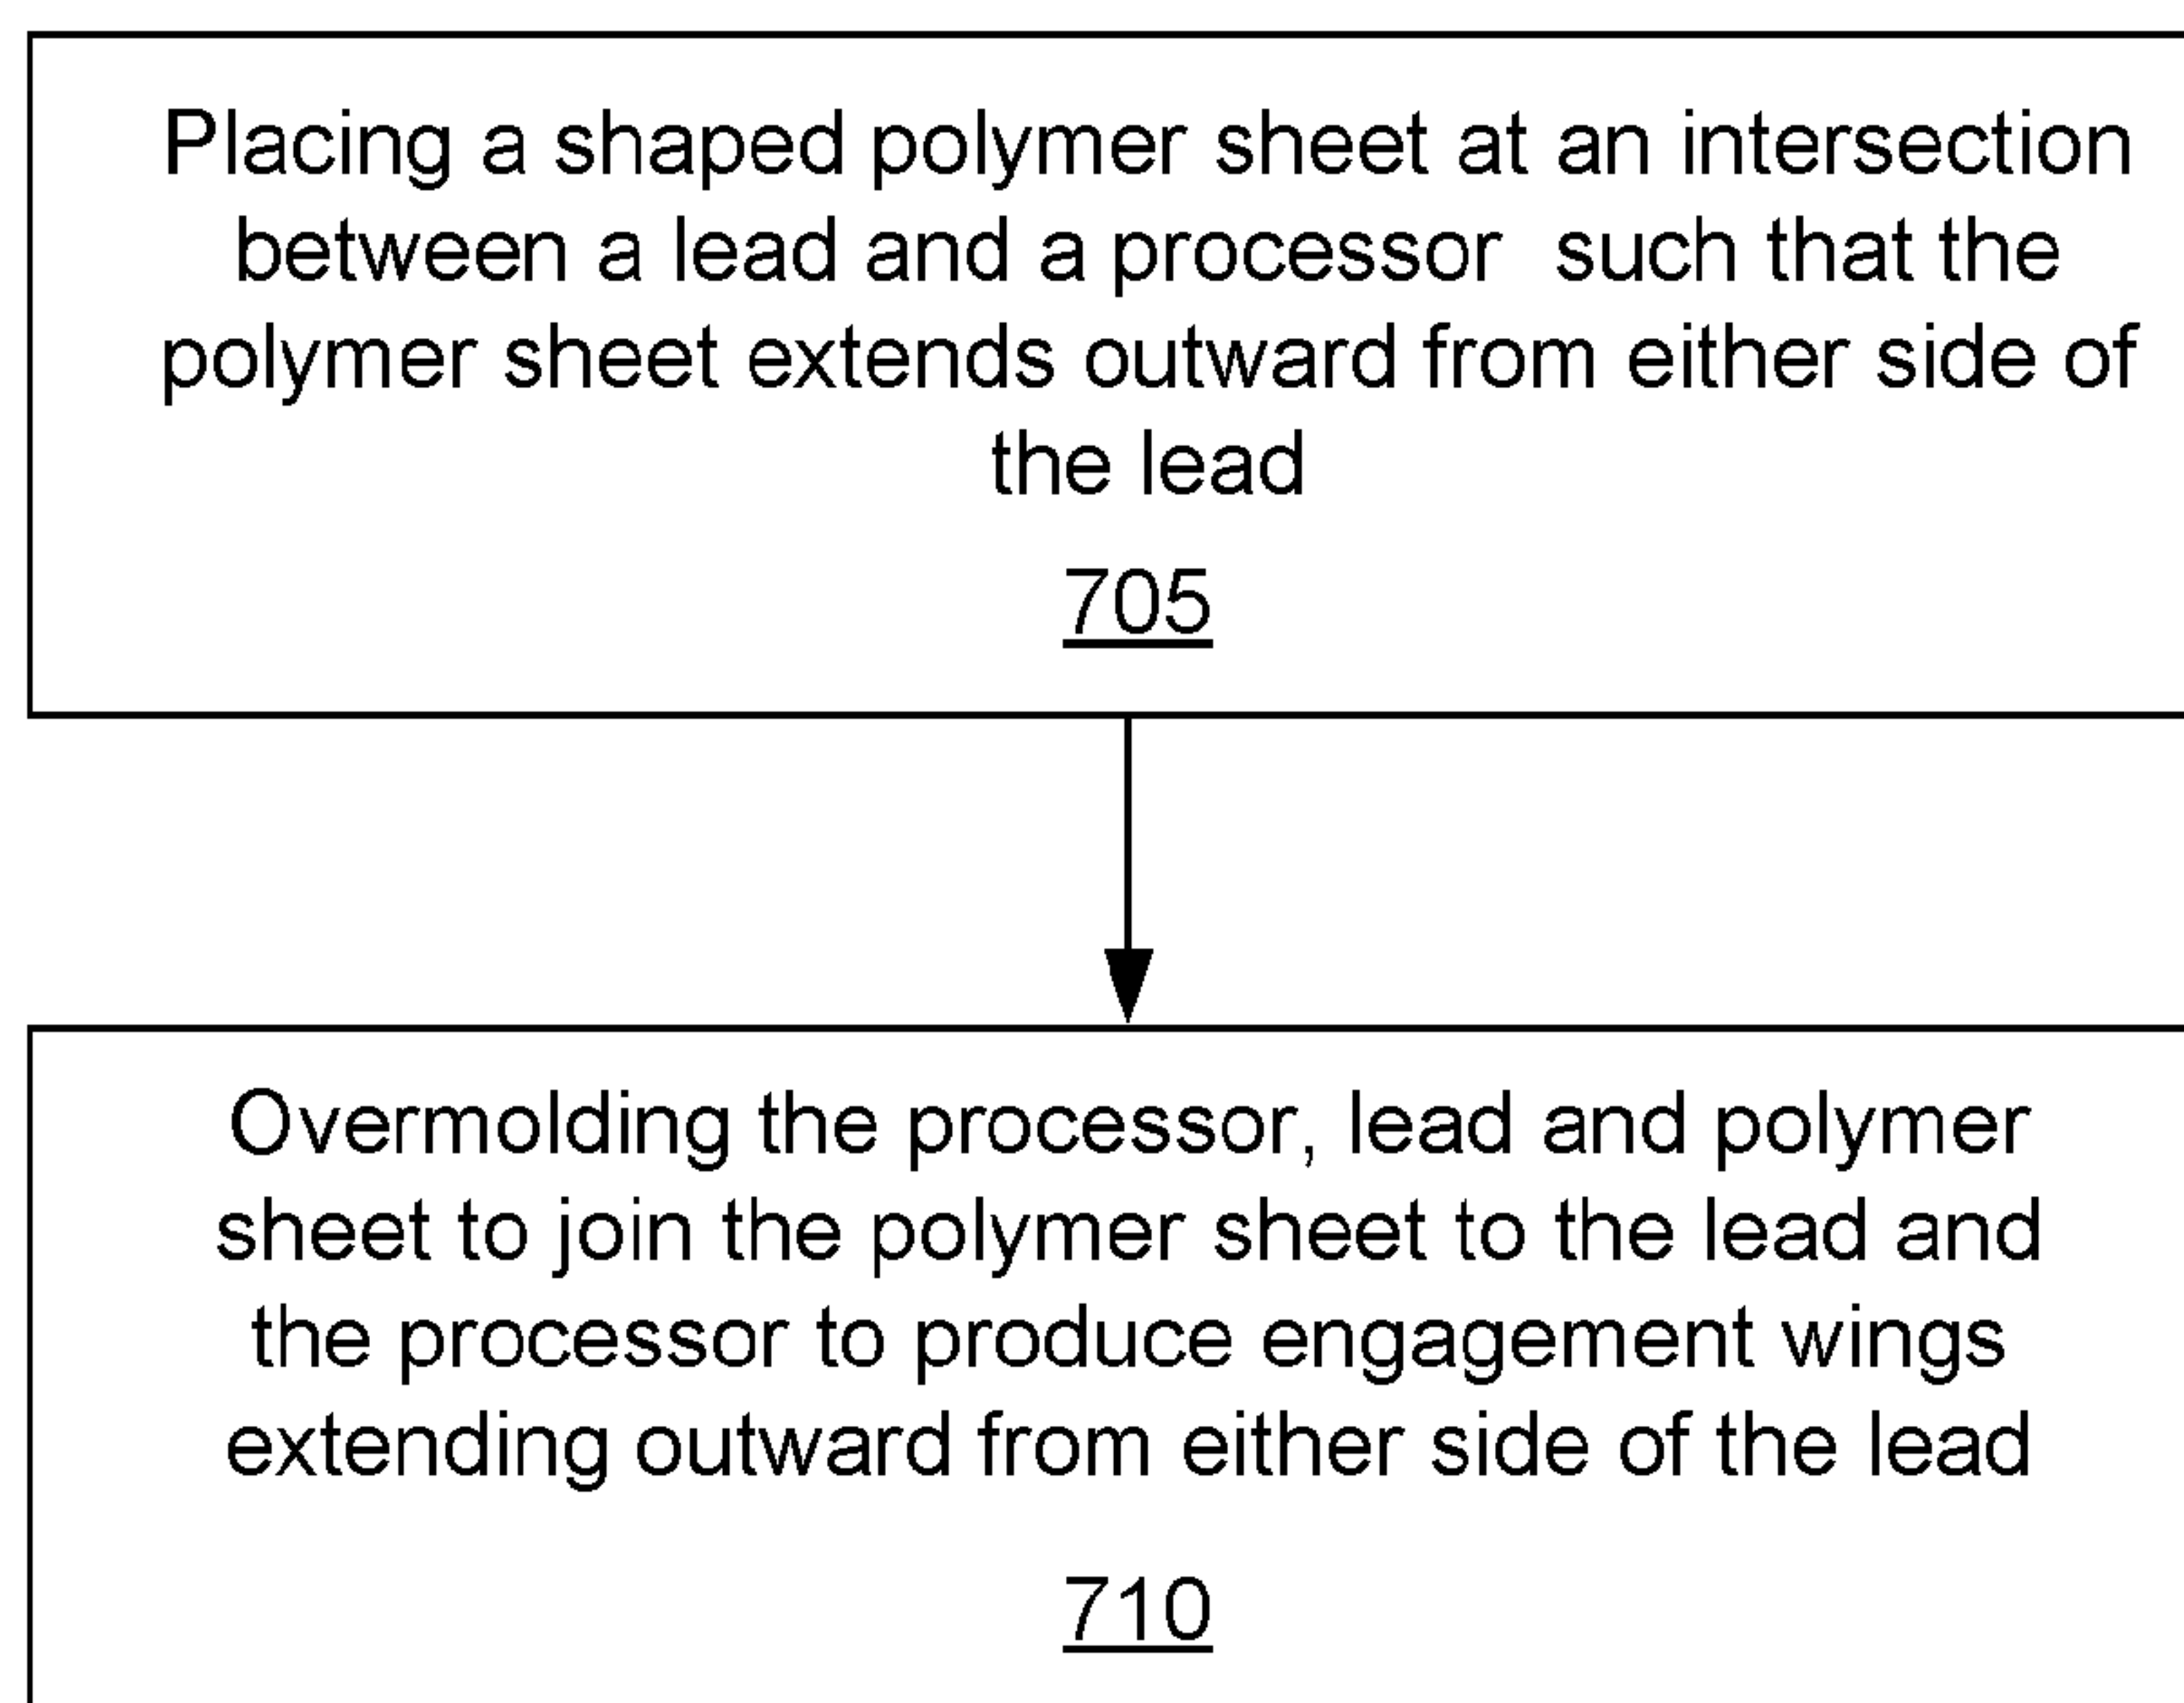 Placing a shaped polymer sheet at an intersection
between a lead and a processor such that the
polymer sheet extends outward from either side of
the lead
705
Overmolding the processor, lead and polymer
sheet to join the polymer sheet to the lead and
the processor to produce engagement wings
extending outward from either side of the lead
710